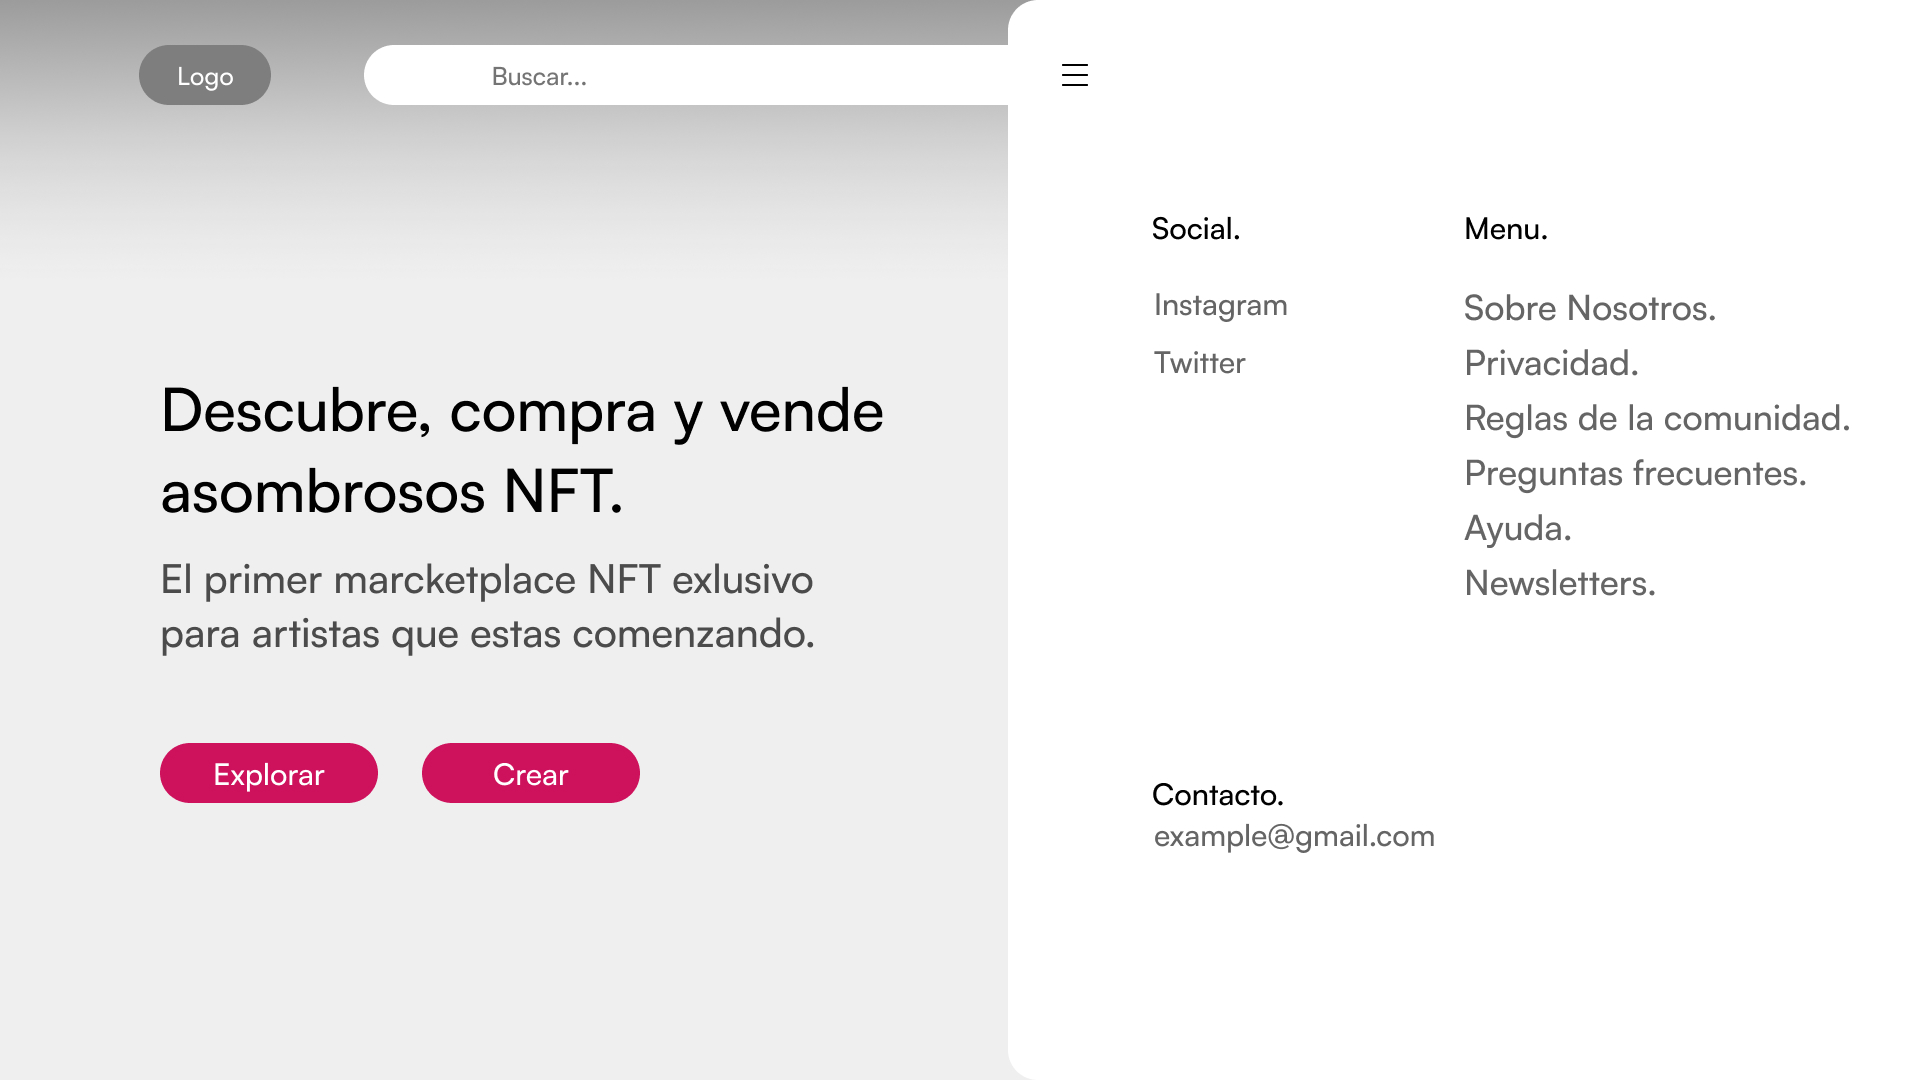 Logo
Buscar...
Descubre, compra y vende
asombrosos NFT.
El primer marcketplace NFT exlusivo
para artistas que estas comenzando.
Explorar
Crear
Social.
Instagram
Twitter
Menu.
Sobre Nosotros.
Privacidad.
Reglas de la comunidad.
Preguntas frecuentes.
Ayuda.
Newsletters.
Contacto.
example@gmail.com